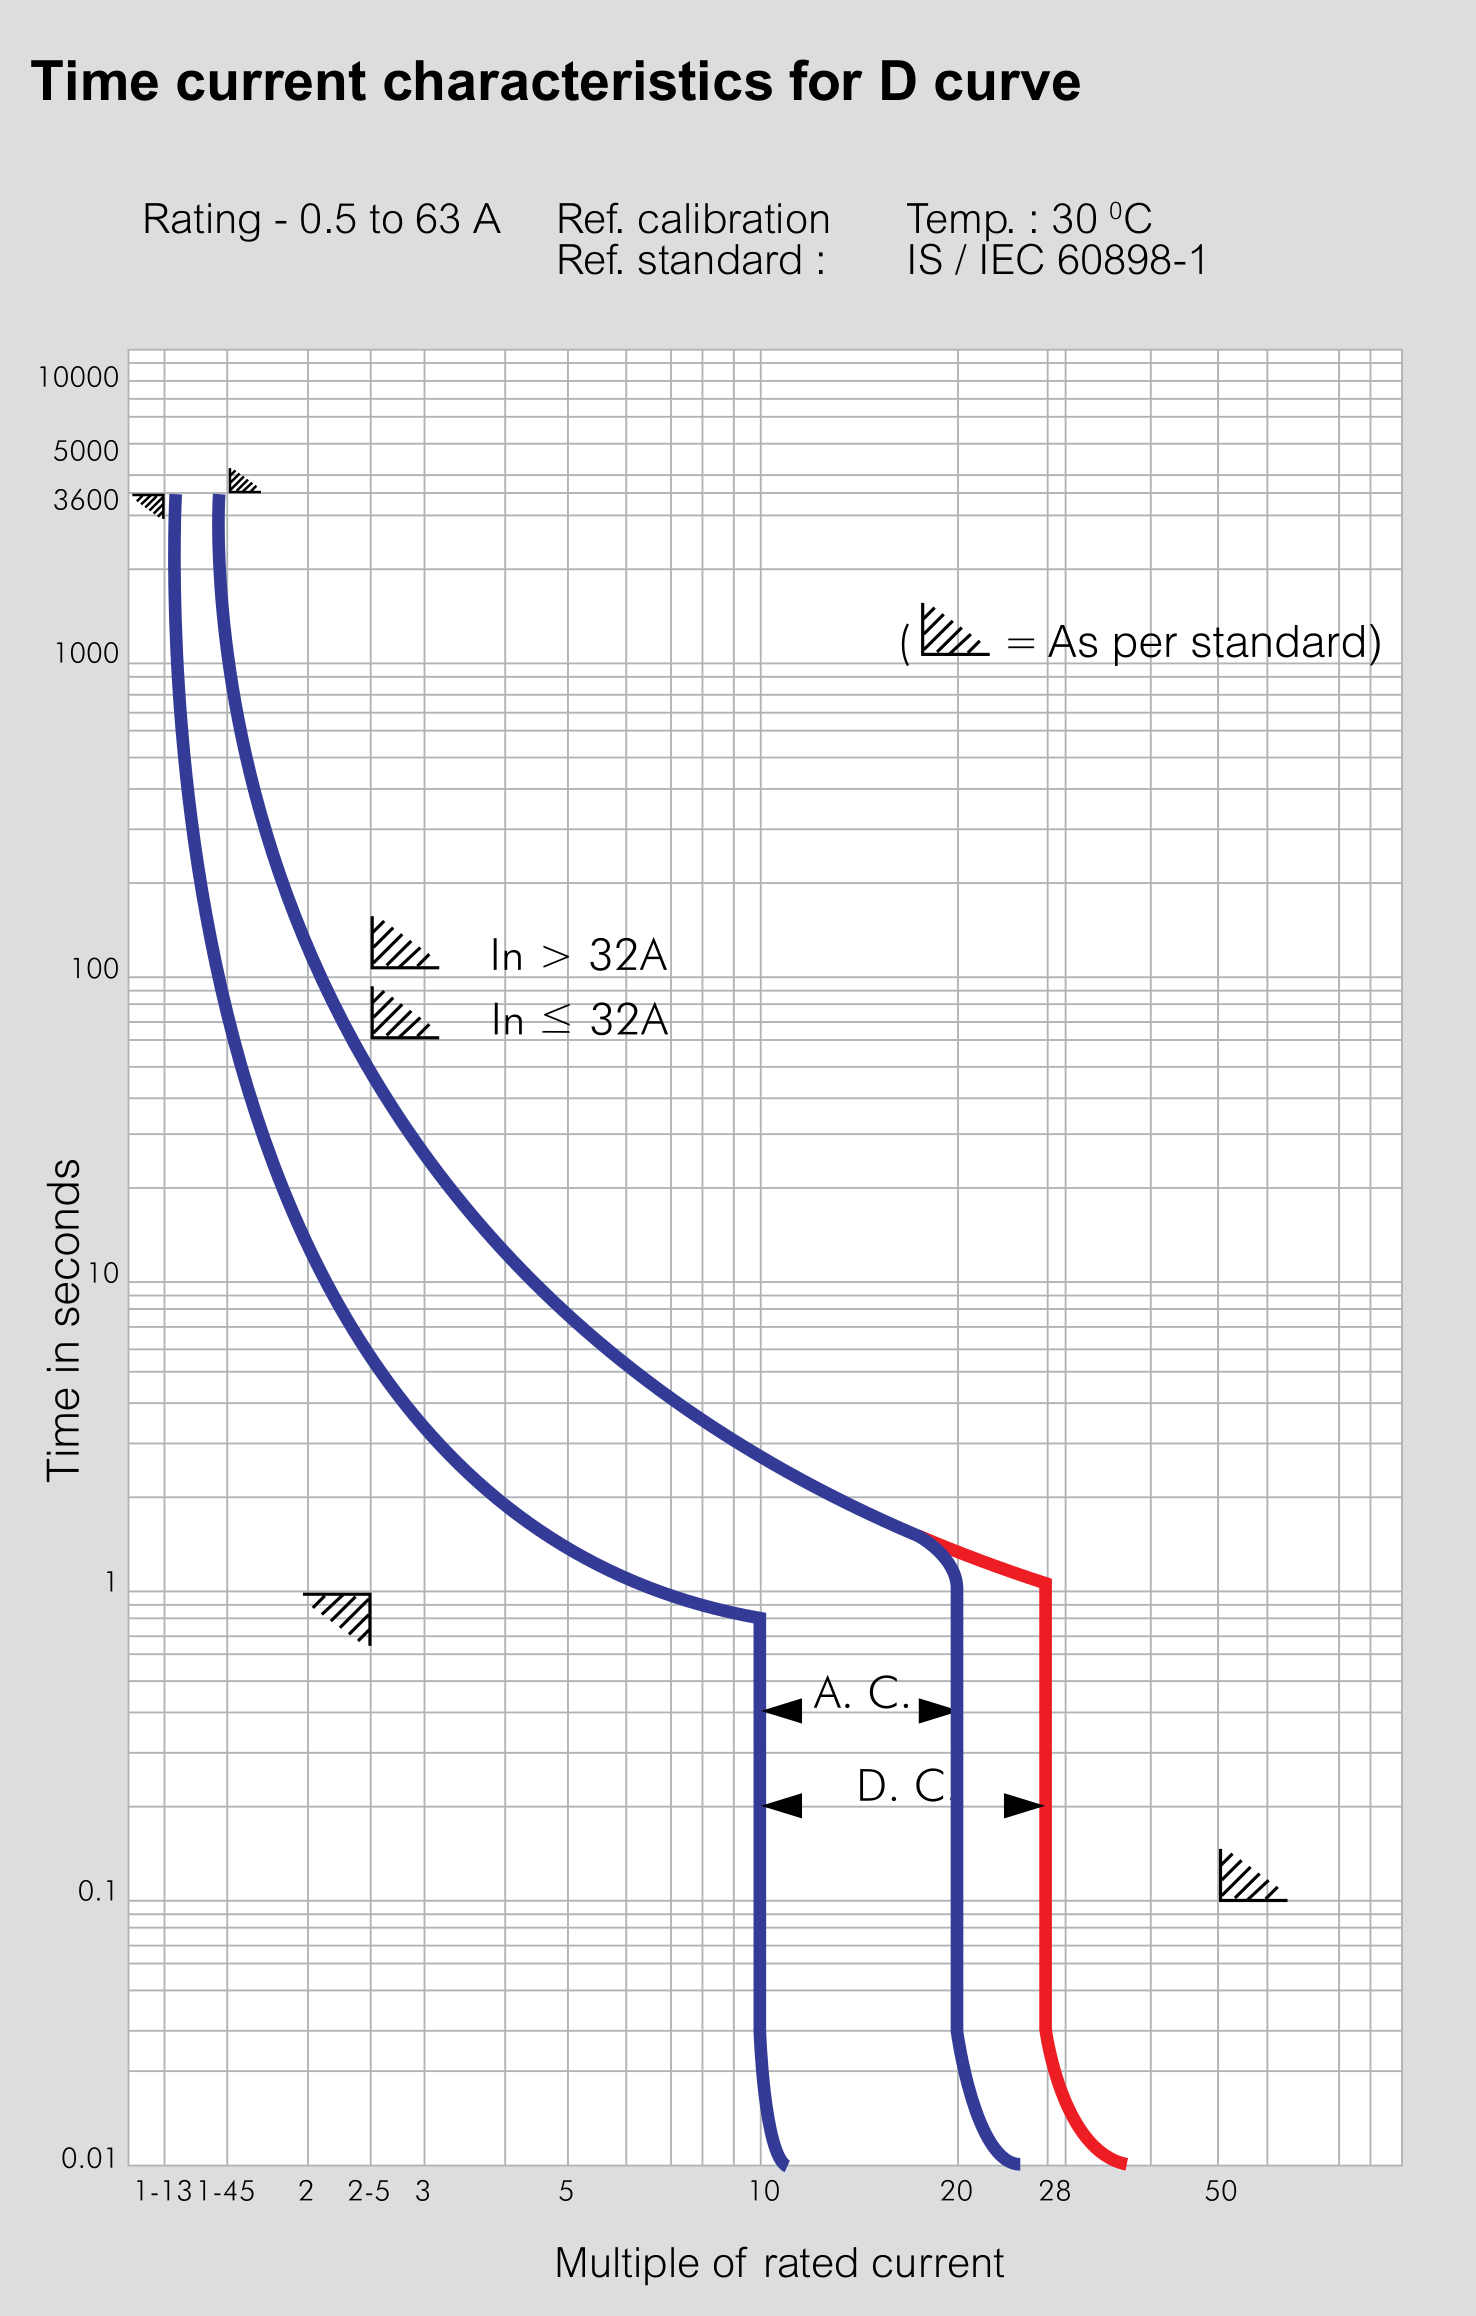 Time current characteristics for D curve
Rating - 0.5 to 63 A Ref. calibration Temp. : 30 ⁰C
Ref. standard : IS / IEC 60898-1
10000
5000
3600
( = As per standard)
1000
In > 32A
100
In ≤ 32A
Time in seconds
10
1
A. C.
D. C.
0.1
0.01
1-13 1-45 2 2-5 3 5 10 20 28 50
Multiple of rated current